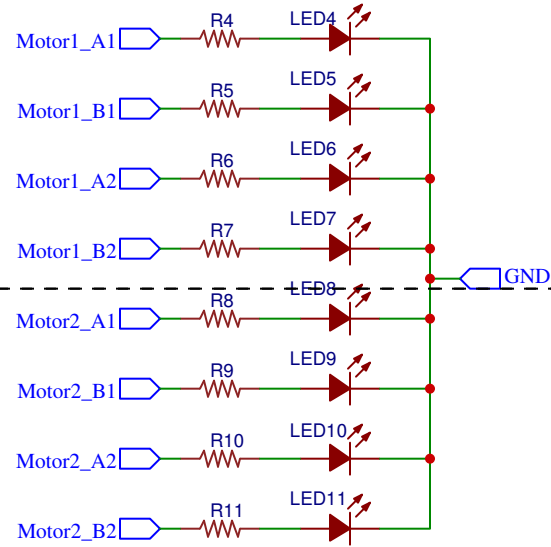 R4 LED4
Motor1_A1
R5 LED5
Motor1_B1
R6 LED6
Motor1_A2
R7 LED7
Motor1_B2
GND
R8 LED8
Motor2_A1
R9 LED9
Motor2_B1
R10 LED10
Motor2_A2
R11 LED11
Motor2_B2